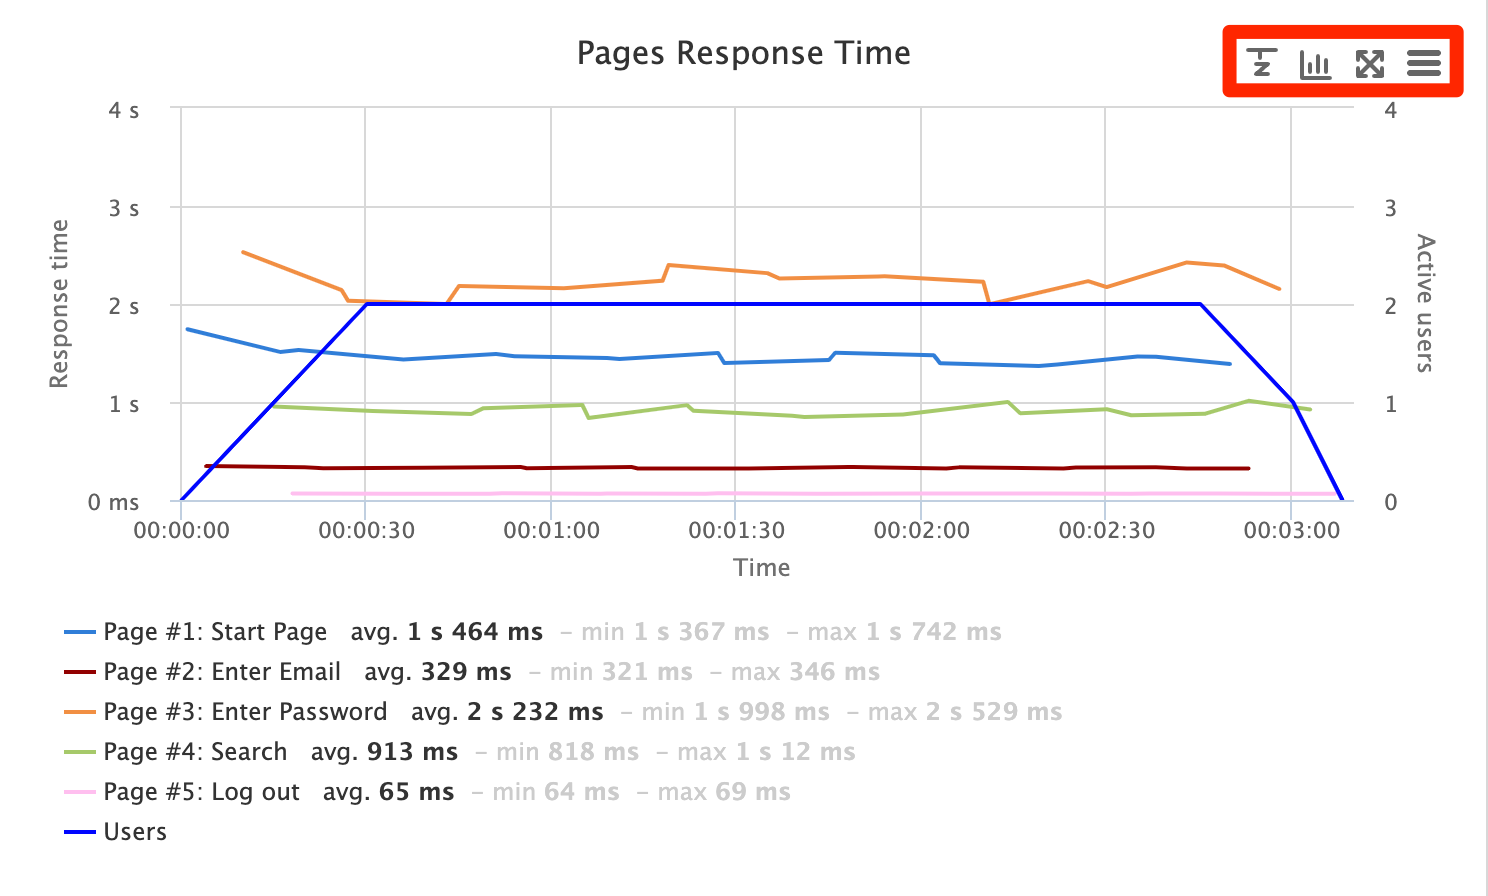 Pages Response Time
4 s
3 s
2 s
1 s
0 ms
Response time
4
3
2
1
0
Active users
00:00:00 00:00:30 00:01:00 00:01:30 00:02:00 00:02:30 00:03:00
Time
Page #1: Start Page avg. 1 s 464 ms – min 1 s 367 ms – max 1 s 742 ms
Page #2: Enter Email avg. 329 ms – min 321 ms – max 346 ms
Page #3: Enter Password avg. 2 s 232 ms – min 1 s 998 ms – max 2 s 529 ms
Page #4: Search avg. 913 ms – min 818 ms – max 1 s 12 ms
Page #5: Log out avg. 65 ms – min 64 ms – max 69 ms
Users